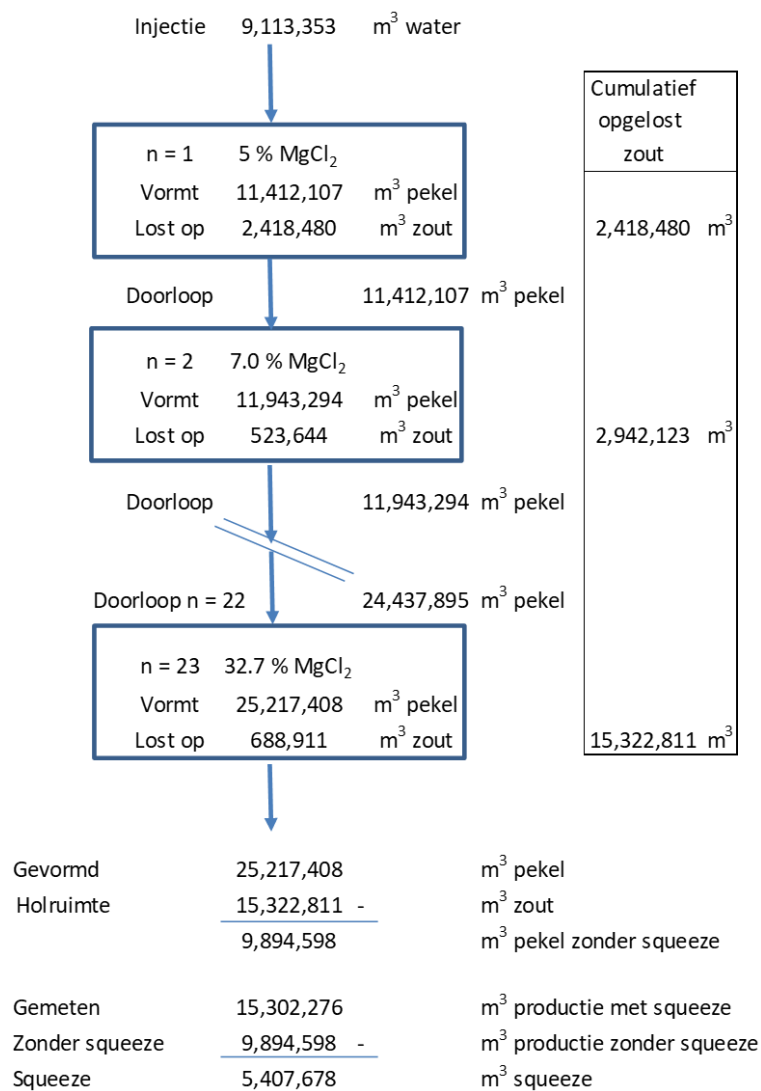 Injectie 9,113,353 m³ water
Cumulatief
opgelost
zout
n = 1 5 % MgCl₂
Vormt 11,412,107 m³ pekel
Lost op 2,418,480 m³ zout 2,418,480 m³
Doorloop 11,412,107 m³ pekel
n = 2 7.0 % MgCl₂
Vormt 11,943,294 m³ pekel
Lost op 523,644 m³ zout 2,942,123 m³
Doorloop 11,943,294 m³ pekel
Doorloop n = 22 24,437,895 m³ pekel
n = 23 32.7 % MgCl₂
Vormt 25,217,408 m³ pekel
Lost op 688,911 m³ zout 15,322,811 m³
Gevormd 25,217,408 m³ pekel
Holruimte 15,322,811 - m³ zout
9,894,598 m³ pekel zonder squeeze
Gemeten 15,302,276 m³ productie met squeeze
Zonder squeeze 9,894,598 - m³ productie zonder squeeze
Squeeze 5,407,678 m³ squeeze